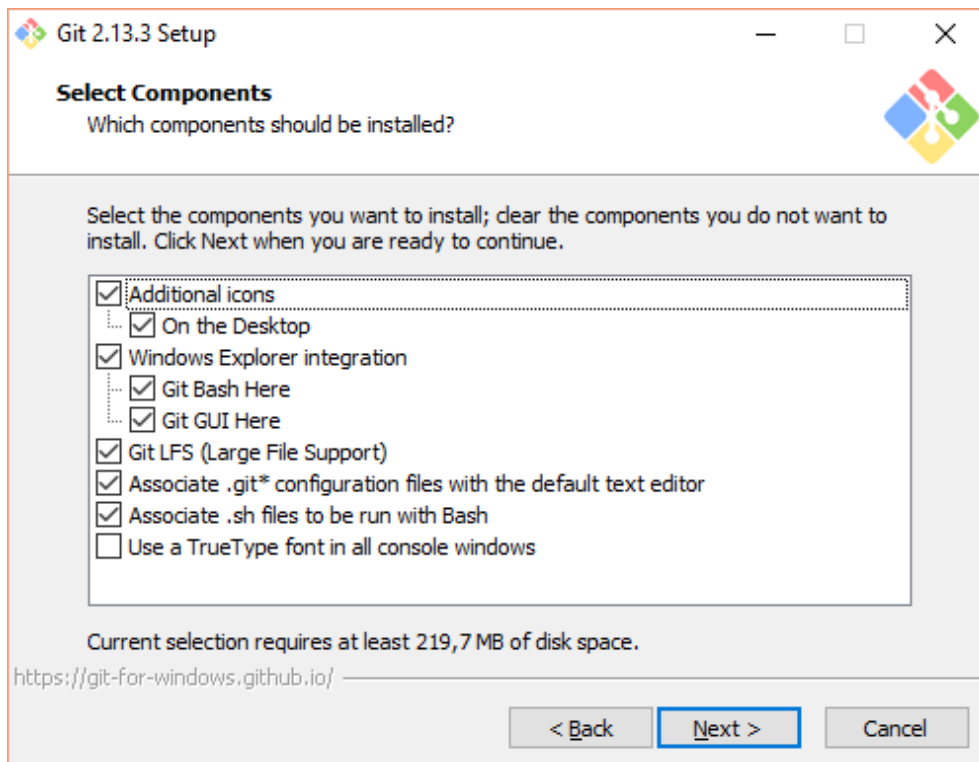 Git 2.13.3 Setup
Select Components
Which components should be installed?
Select the components you want to install; clear the components you do not want to
install. Click Next when you are ready to continue.
Additional icons
On the Desktop
Windows Explorer integration
Git Bash Here
Git GUI Here
Git LFS (Large File Support)
Associate .git* configuration files with the default text editor
Associate .sh files to be run with Bash
Use a TrueType font in all console windows
Current selection requires at least 219,7 MB of disk space.
https://git-for-windows.github.io/
< Back
Next >
Cancel